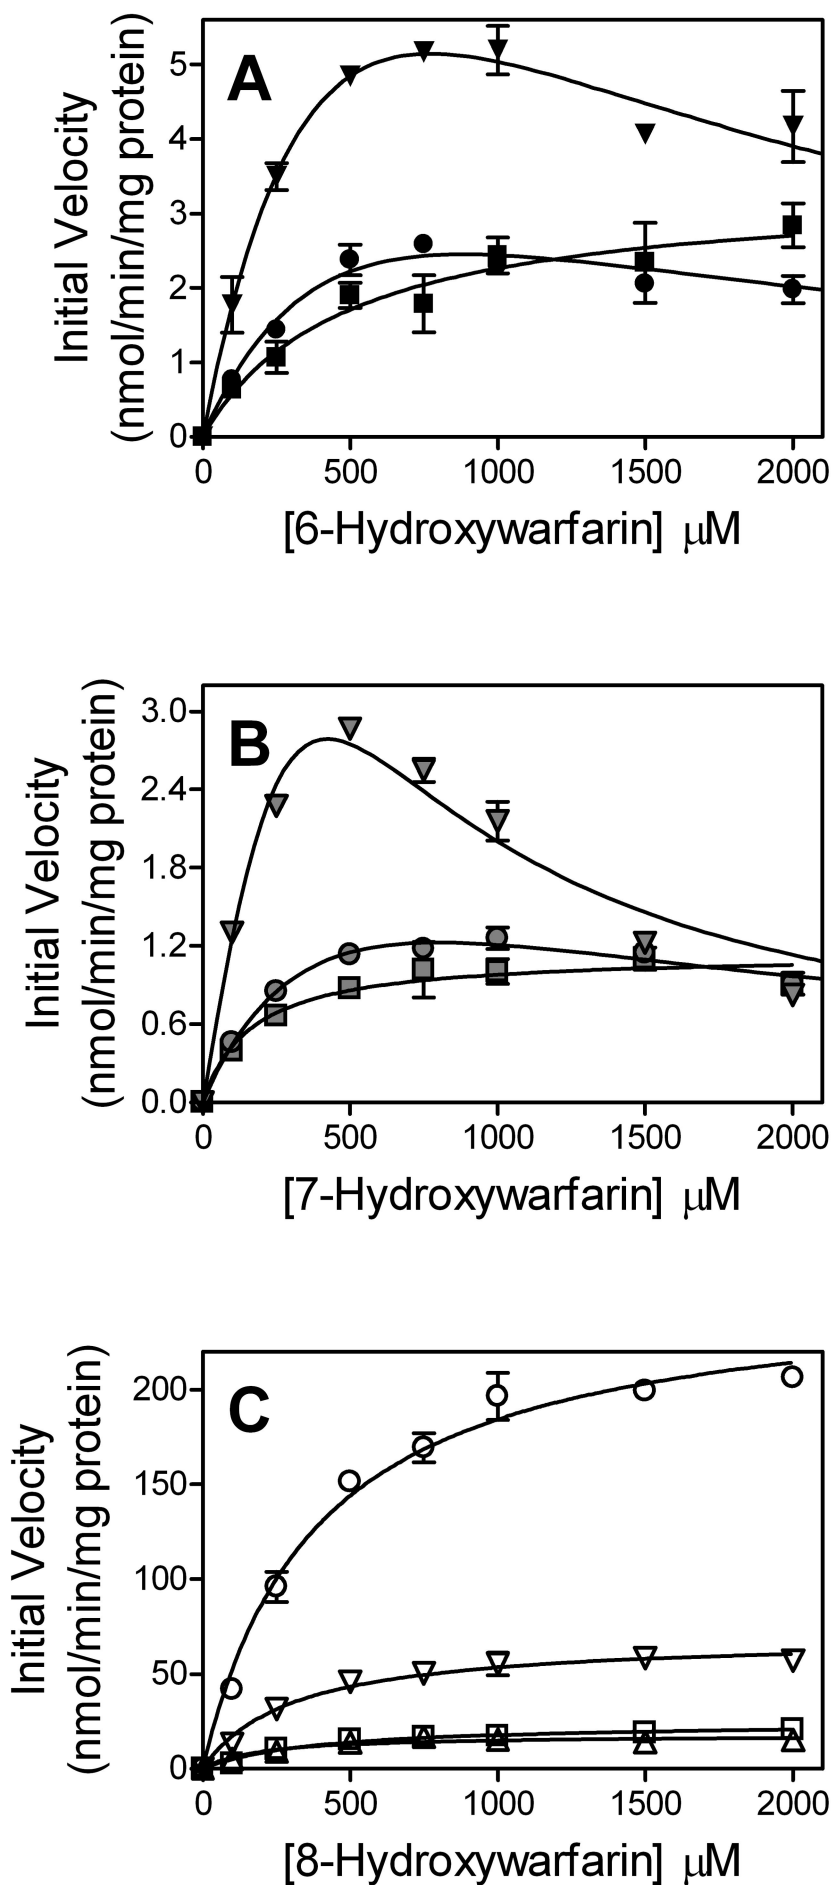 A
Initial Velocity
(nmol/min/mg protein)
5
4
3
2
1
0
0 500 1000 1500 2000
[6-Hydroxywarfarin] μM
B
Initial Velocity
(nmol/min/mg protein)
3.0
2.4
1.8
1.2
0.6
0.0
0 500 1000 1500 2000
[7-Hydroxywarfarin] μM
C
Initial Velocity
(nmol/min/mg protein)
200
150
100
50
0
0 500 1000 1500 2000
[8-Hydroxywarfarin] μM